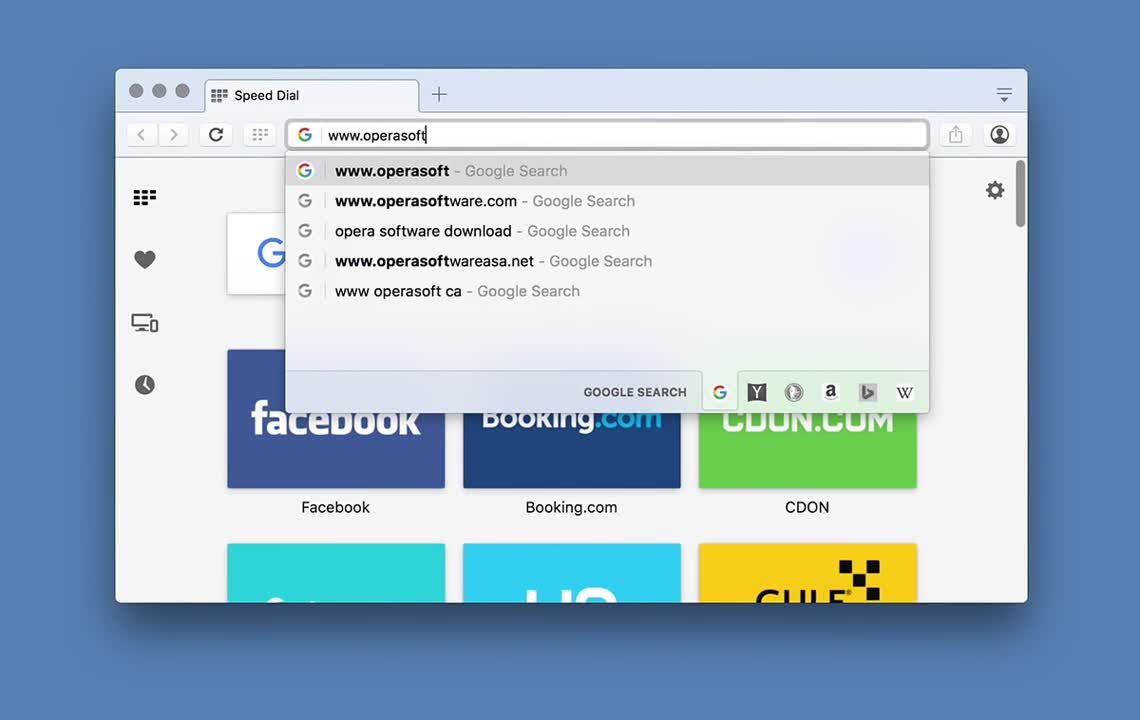 Speed Dial
www.operasoft
www.operasoft - Google Search
www.operasoftware.com - Google Search
opera software download - Google Search
www.operasoftwareasa.net - Google Search
www operasoft ca - Google Search
G
GOOGLE SEARCH G Y a b W
facebook Booking.com CDON.COM
Facebook Booking.com CDON
GULF